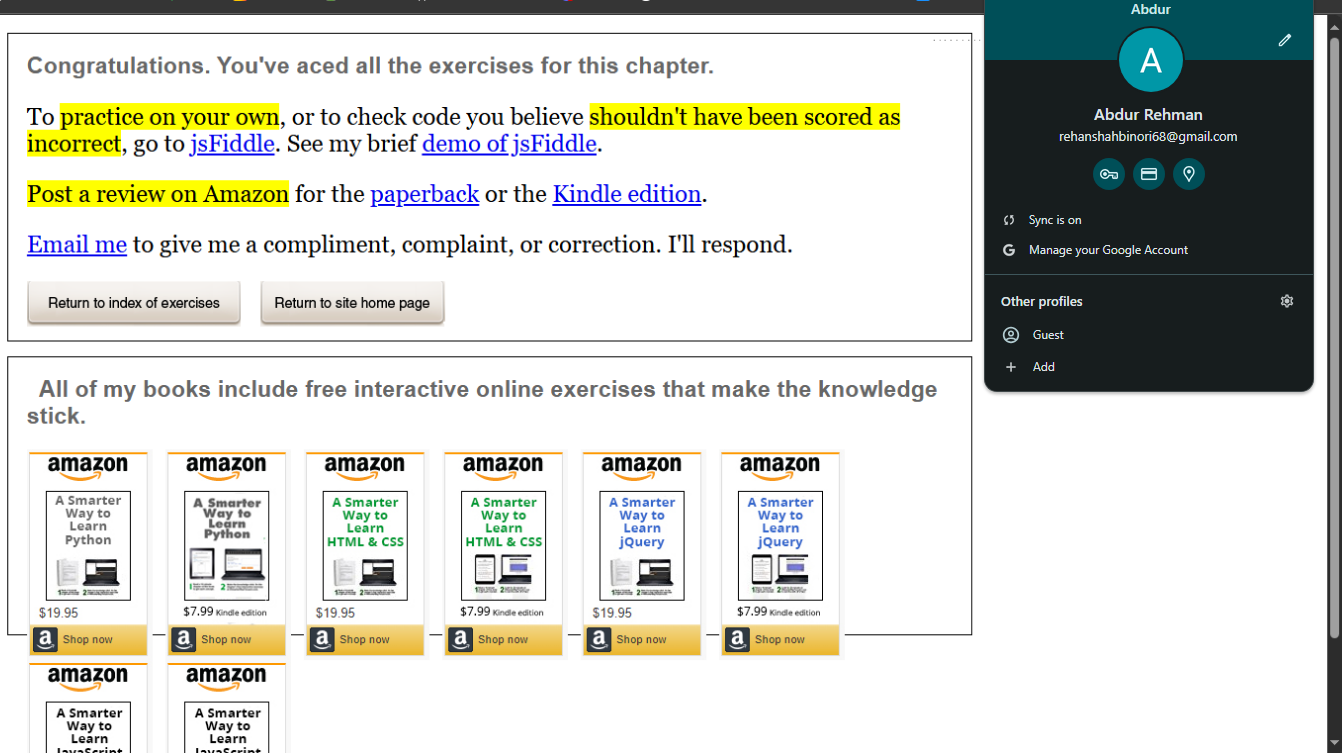 Congratulations. You've aced all the exercises for this chapter.
To practice on your own, or to check code you believe shouldn't have been scored as
incorrect, go to jsFiddle. See my brief demo of jsFiddle.
Post a review on Amazon for the paperback or the Kindle edition.
Email me to give me a compliment, complaint, or correction. I'll respond.
Return to index of exercises
Return to site home page
Abdur
A
Abdur Rehman
rehanshahbinori68@gmail.com
Sync is on
G Manage your Google Account
Other profiles
Guest
+ Add
All of my books include free interactive online exercises that make the knowledge
stick.
amazon
A Smarter
Way to
Learn
Python
$19.95
a Shop now
amazon
A Smarter
Way to
Learn
Python
$7.99 Kindle edition
a Shop now
amazon
A Smarter
Way to
Learn
HTML & CSS
$19.95
a Shop now
amazon
A Smarter
Way to
Learn
HTML & CSS
$7.99 Kindle edition
a Shop now
amazon
A Smarter
Way to
Learn
jQuery
$19.95
a Shop now
amazon
A Smarter
Way to
Learn
jQuery
$7.99 Kindle edition
a Shop now
amazon
A Smarter
Way to
Learn
JavaScript
amazon
A Smarter
Way to
Learn
JavaScript